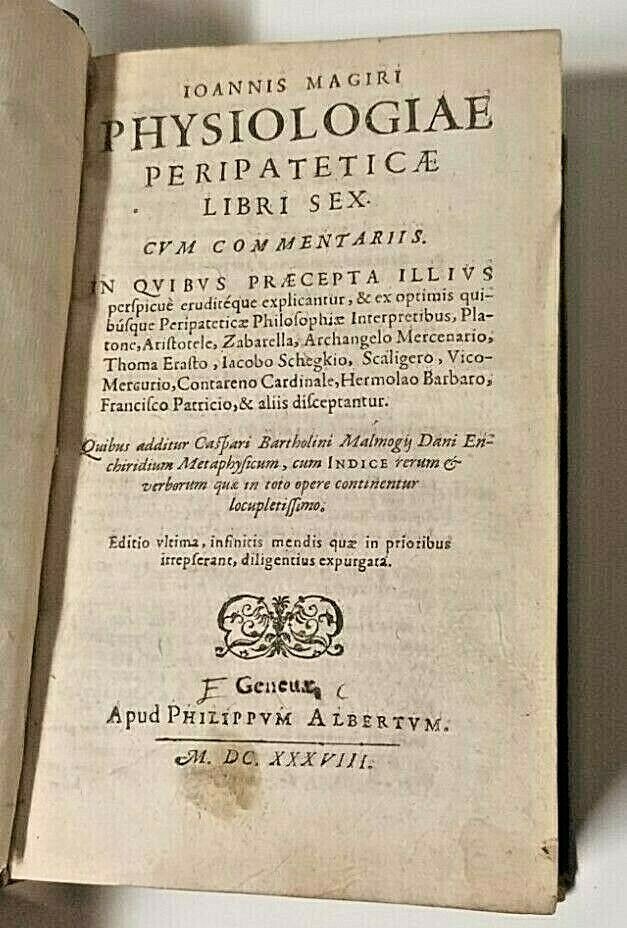 IOANNIS MAGIRI
PHYSIOLOGIAE
PERIPATETICÆ
LIBRI SEX.
CVM COMMENTARIIS.
IN QVIBVS PRÆCEPTA ILLIVS
perſpicuè eruditéque explicantur, & ex optimis qui-
búſque Peripateticæ Philoſophiæ Interpretibus, Pla-
tone, Ariſtotele, Zabarella, Archangelo Mercenario,
Thoma Eraſto, Iacobo Schegkio, Scaligero, Vico-
Mercurio, Contareno Cardinale, Hermolao Barbaro,
Franciſco Patricio, & aliis diſceptantur.
Quibus additur Caſpari Bartholini Malmogij Dani En-
chiridium Metaphyſicum, cum INDICE rerum &
verborum quæ in toto opere continentur
locupletiſſimo.
Editio vltima, infinitis mendis quæ in prioribus
irrepſerant, diligentius expurgata.
Geneuæ,
Apud PHILIPPVM ALBERTVM.
M. DC. XXXVIII.